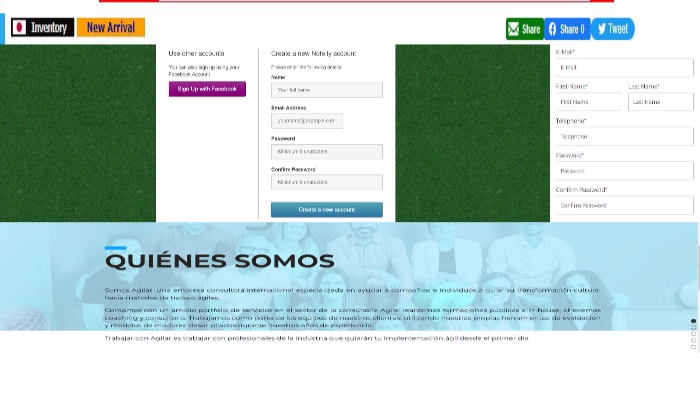 Inventory
New Arrival
Share
Share 0
Tweet
Use other accounts
You can also sign up using your
Facebook Account
Sign Up with Facebook
Create a new Notefly account
Please enter the following details
Name
Your full name
Email Address
yourname@example.com
Password
Minimum 6 characters
Confirm Password
Minimum 6 characters
Create a new account
E-Mail*
E-Mail
First Name*
Last Name*
First Name
Last Name
Telephone*
Telephone
Password*
Password
Confirm Password*
Confirm Password
QUIÉNES SOMOS
Somos Agilar. Una empresa consultora internacional especializada en ayudar a compañías e individuos a guiar su transformación cultural
hacia métodos de trabajo ágiles.
Contamos con un amplio portfolio de servicios en el sector de la consultoría Agile: realizamos formaciones públicas e in-house, ofrecemos
coaching y consultoría. Trabajamos como parte de los equipos de nuestros clientes, utilizando nuestras propias herramientas de evaluación
y modelos de madurez desarrollados durante nuestros años de experiencia.
Trabajar con Agilar es trabajar con profesionales de la industria que guiarán tu implementación ágil desde el primer día